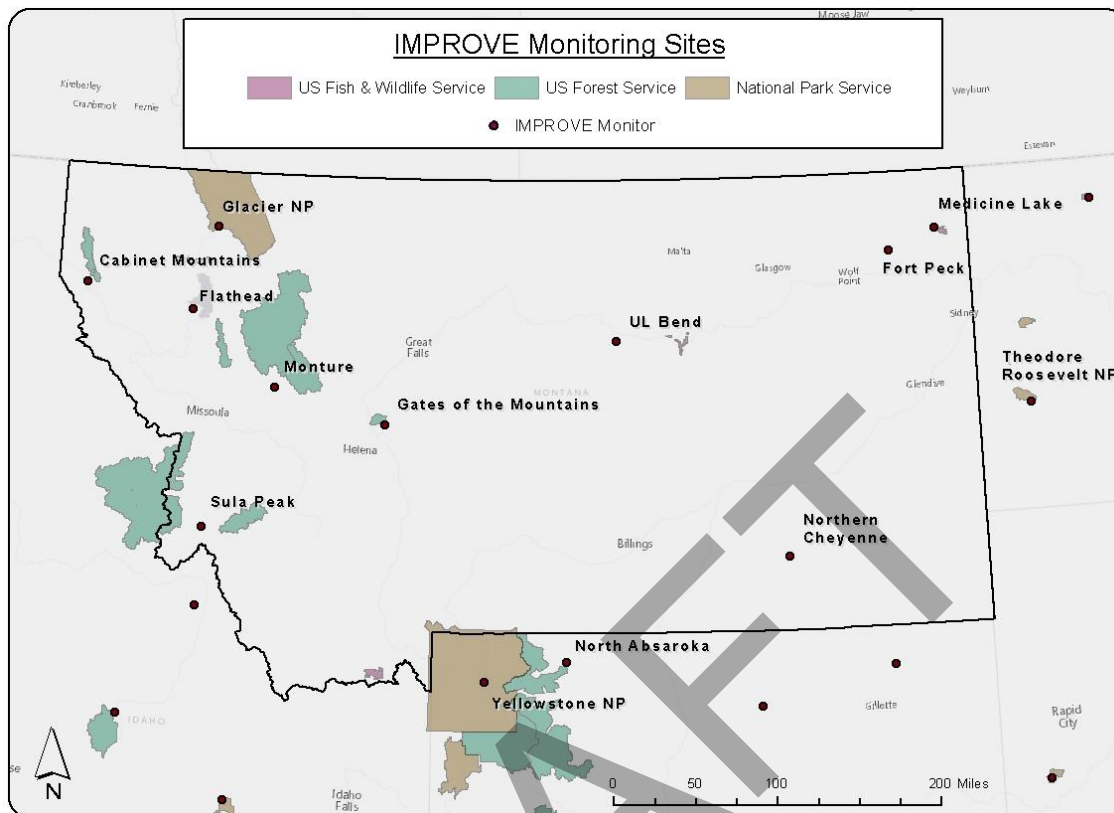 Moose Jaw
IMPROVE Monitoring Sites
US Fish & Wildlife Service
US Forest Service
National Park Service
IMPROVE Monitor
Kimberley
Cranbrook
Fernie
Weyburn
Estevan
Glacier NP
Medicine Lake
Cabinet Mountains
Malta
Glasgow
Wolf
Point
Fort Peck
Flathead
Sidney
UL Bend
Great
Falls
Theodore
Roosevelt NP
Monture
MONTANA
Glendive
Missoula
Gates of the Mountains
Helena
Sula Peak
Northern
Cheyenne
Billings
North Absaroka
Yellowstone NP
Gillette
Rapid
City
IDAHO
N
Idaho
Falls
0 50 100 200 Miles